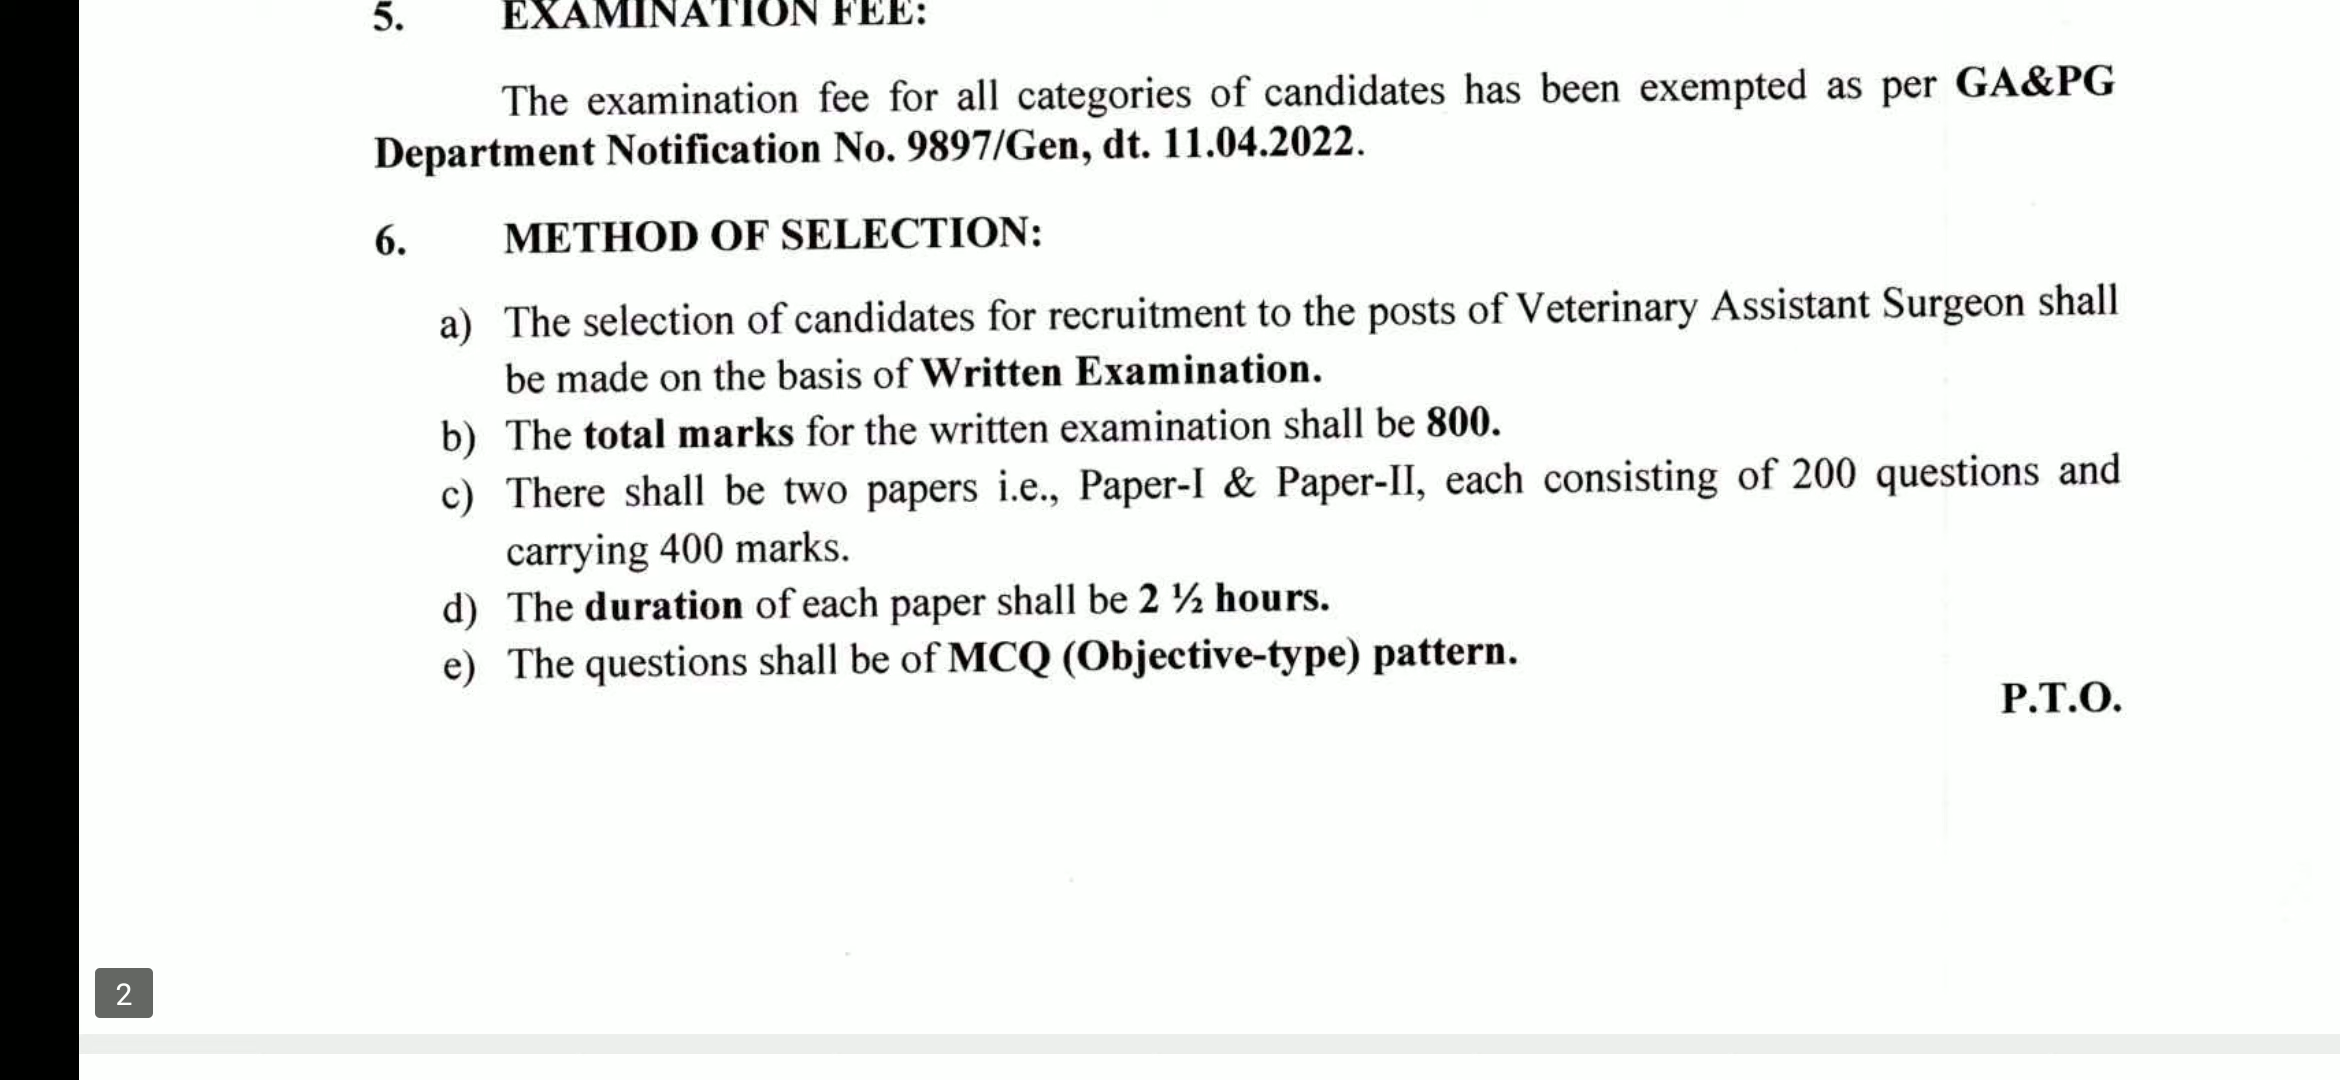 5. EXAMINATION FEE:
The examination fee for all categories of candidates has been exempted as per GA&PG
Department Notification No. 9897/Gen, dt. 11.04.2022.
6. METHOD OF SELECTION:
a) The selection of candidates for recruitment to the posts of Veterinary Assistant Surgeon shall
be made on the basis of Written Examination.
b) The total marks for the written examination shall be 800.
c) There shall be two papers i.e., Paper-I & Paper-II, each consisting of 200 questions and
carrying 400 marks.
d) The duration of each paper shall be 2 ½ hours.
e) The questions shall be of MCQ (Objective-type) pattern.
P.T.O.
2